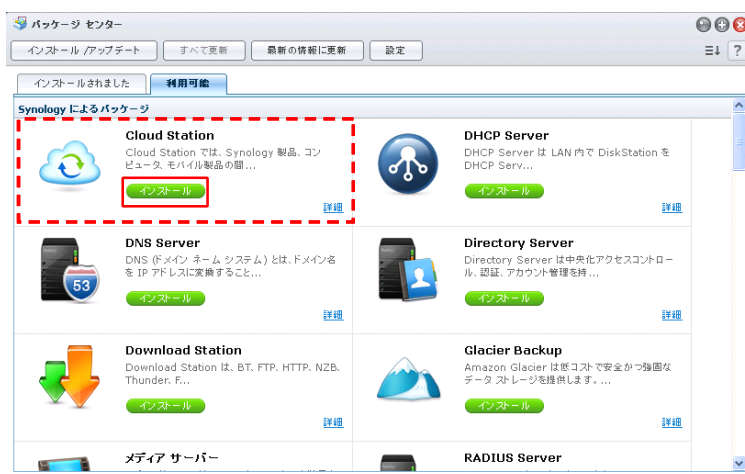 パッケージ センター
インストール /アップデート
すべて更新
最新の情報に更新
設定
?
インストールされました
利用可能
Synology によるパッケージ
Cloud Station
Cloud Station では、Synology 製品、コン
ピュータ、モバイル製品の間...
インストール
詳細
DHCP Server
DHCP Server は LAN 内で DiskStation を
DHCP Serv...
インストール
詳細
DNS Server
DNS (ドメイン ネーム システム) とは、ドメイン名
を IP アドレスに変換すること...
53
インストール
詳細
Directory Server
Directory Server は中央化アクセスコントロー
ル、認証、アカウント管理を持...
インストール
詳細
Download Station
Download Station は、BT、FTP、HTTP、NZB、
Thunder、F...
インストール
詳細
Glacier Backup
Amazon Glacier は低コストで安全かつ強固な
データ ストレージを提供します。...
インストール
詳細
メディア サーバー
RADIUS Server